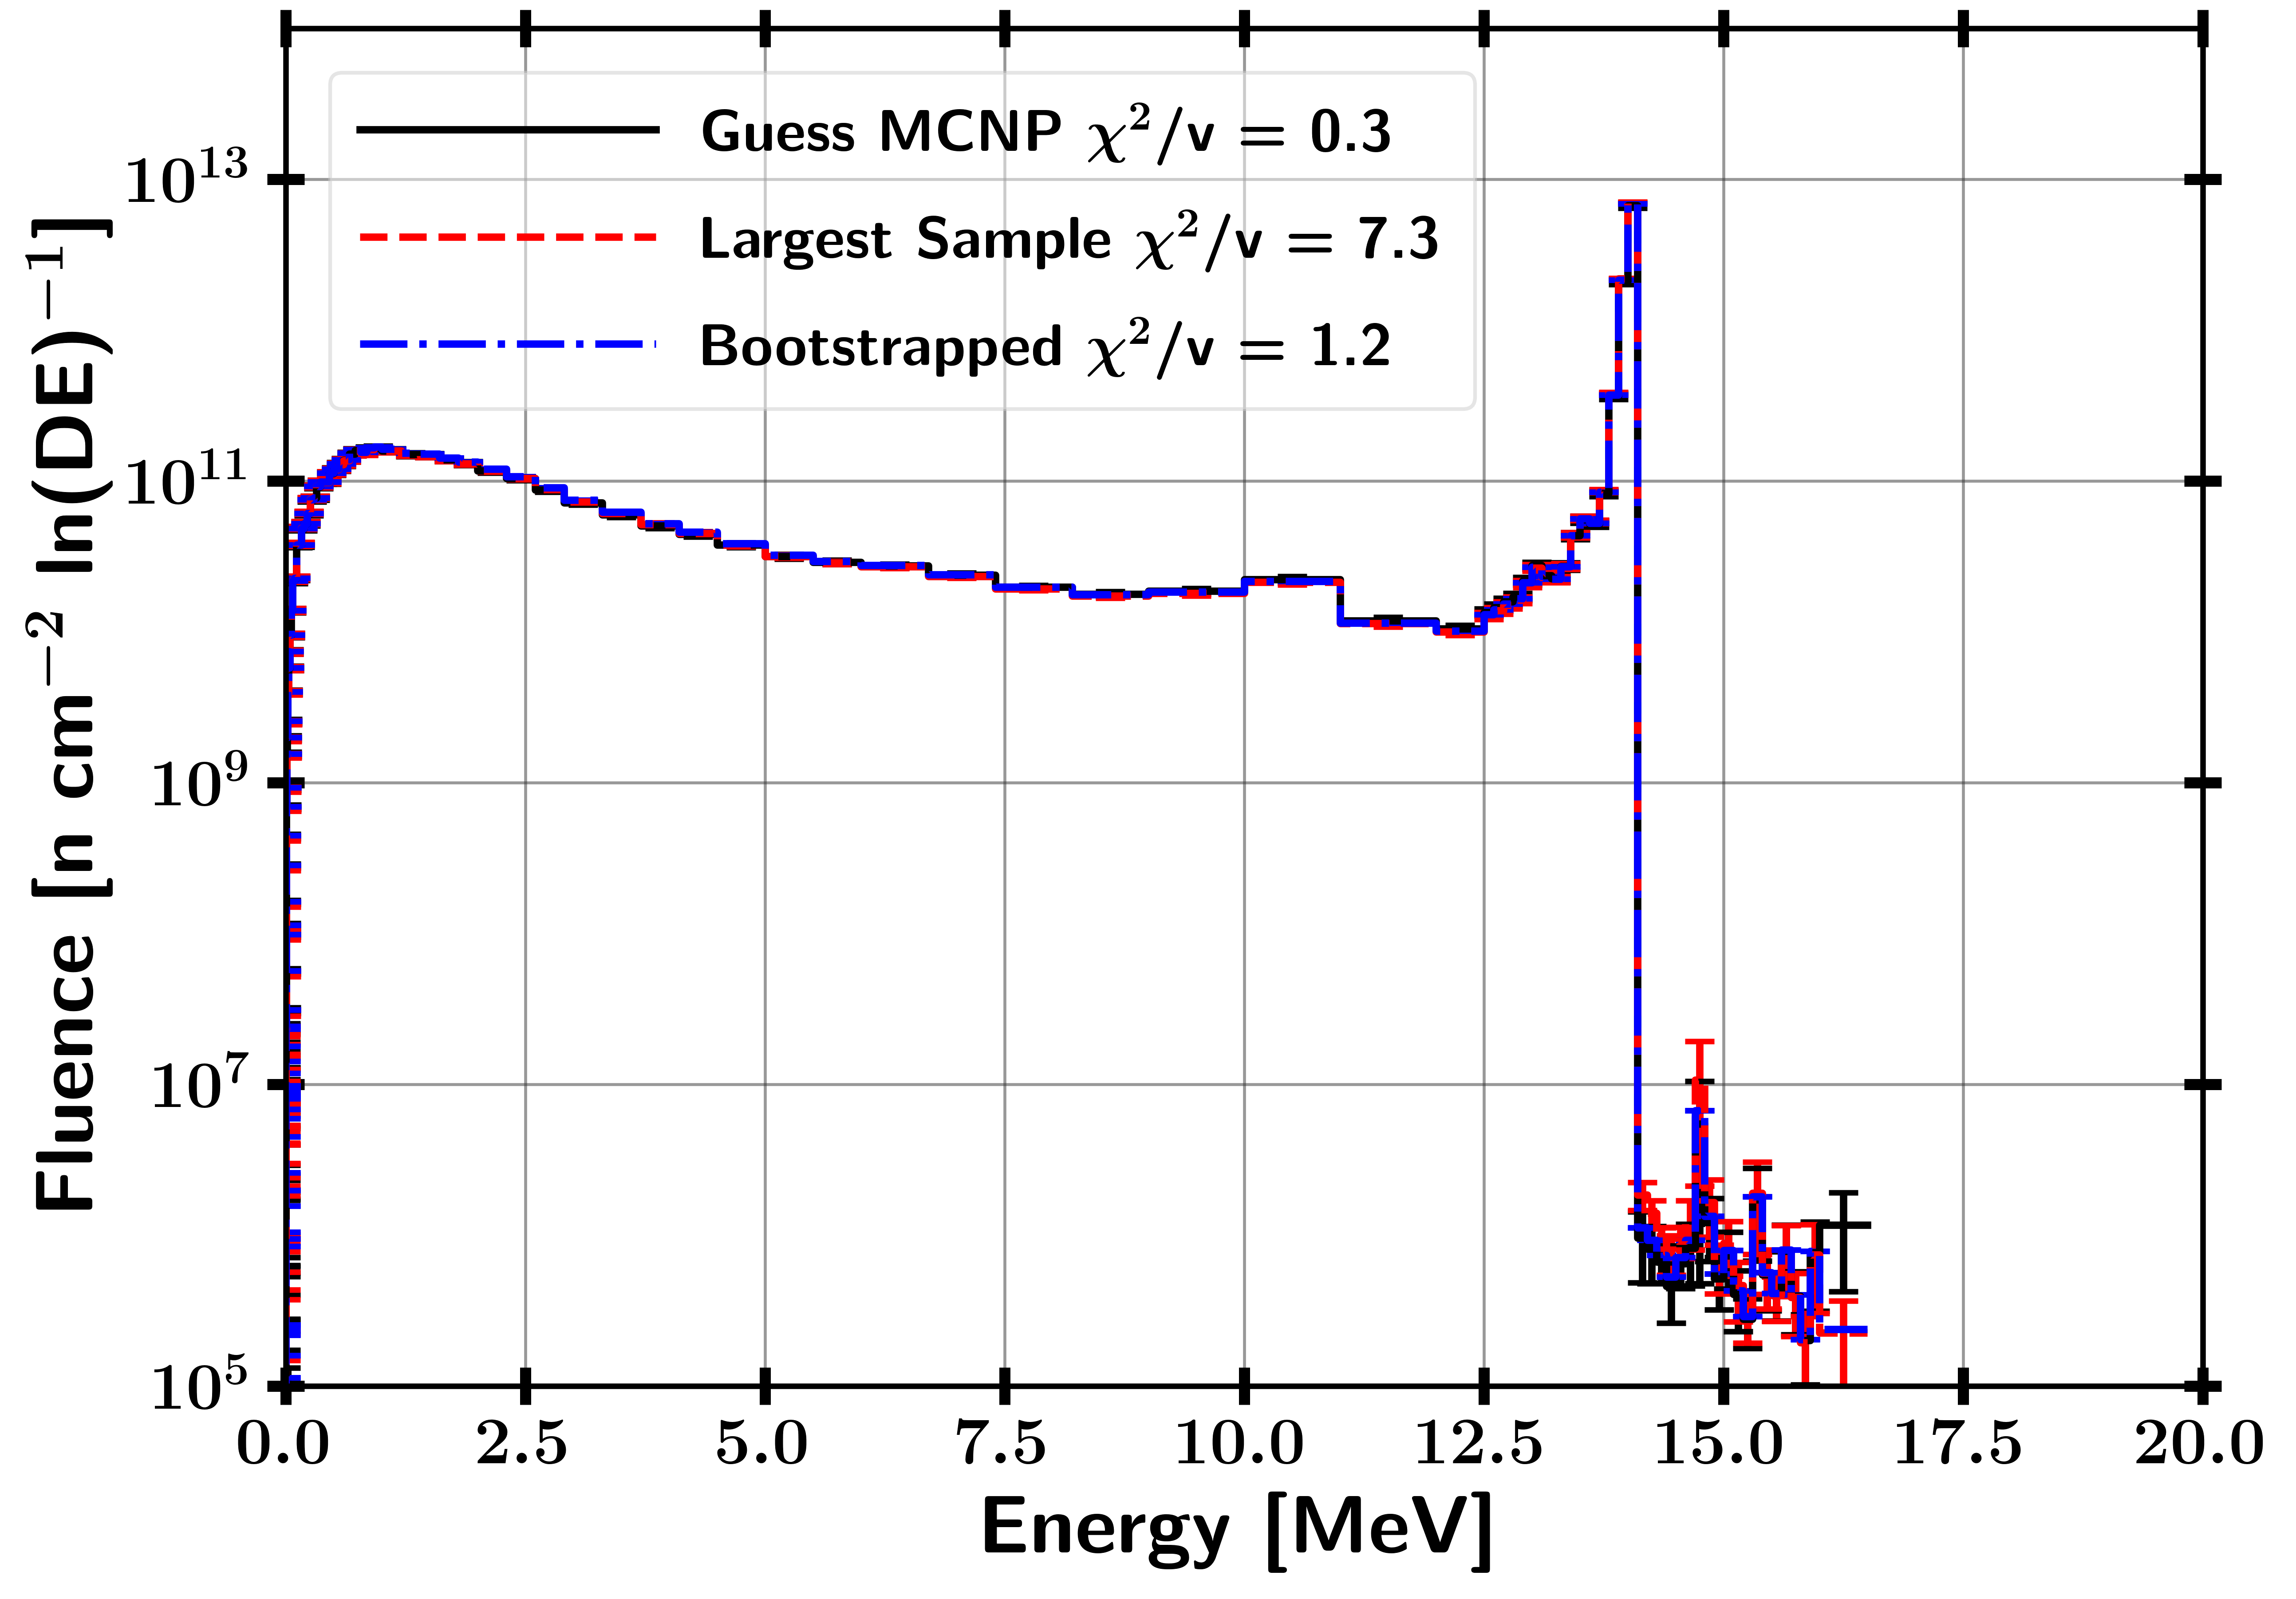 Guess MCNP χ²/v = 0.3
Largest Sample χ²/v = 7.3
Bootstrapped χ²/v = 1.2
Fluence [n cm⁻² ln(DE)⁻¹]
10¹³
10¹¹
10⁹
10⁷
10⁵
0.0 2.5 5.0 7.5 10.0 12.5 15.0 17.5 20.0
Energy [MeV]